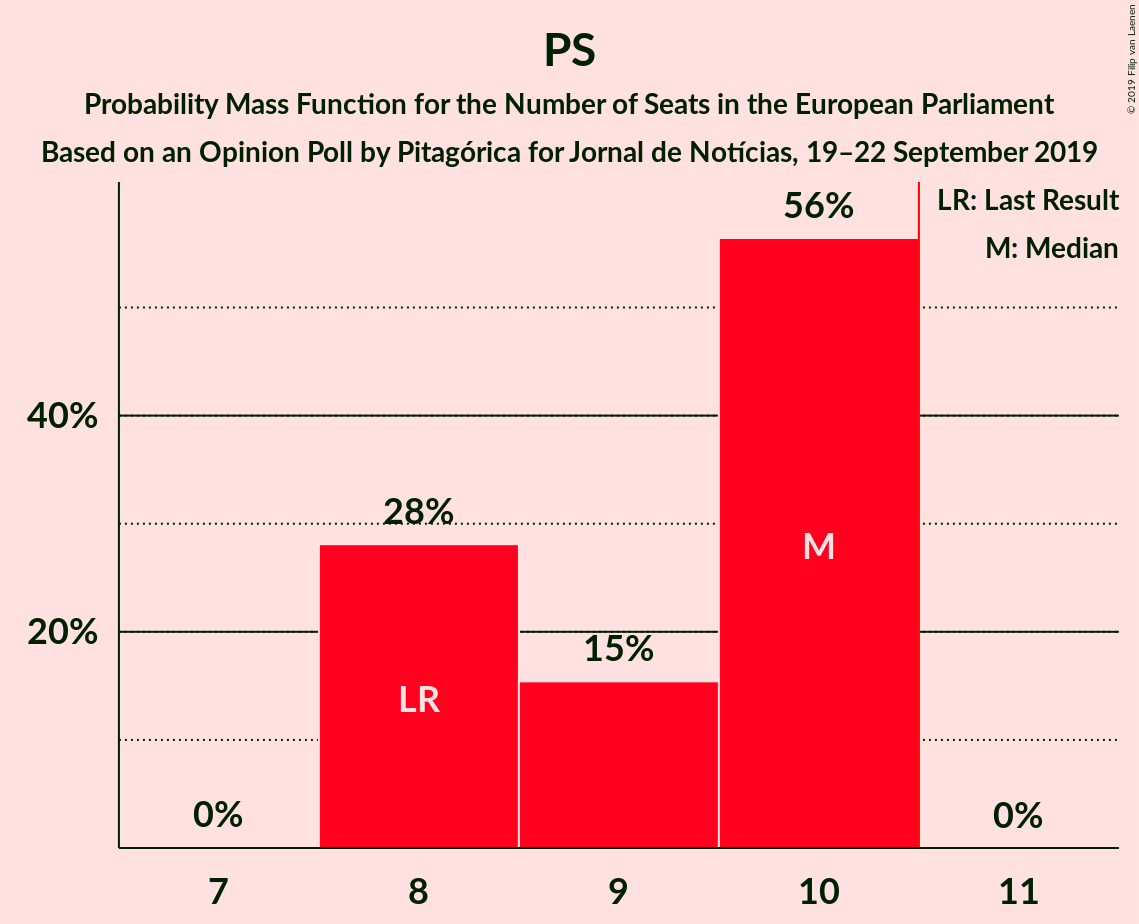 PS
Probability Mass Function for the Number of Seats in the European Parliament
Based on an Opinion Poll by Pitagórica for Jornal de Notícias, 19–22 September 2019
© 2019 Filip van Laenen
LR: Last Result
M: Median
56%
40%
28%
M
20%
15%
LR
0%
0%
7
8
9
10
11